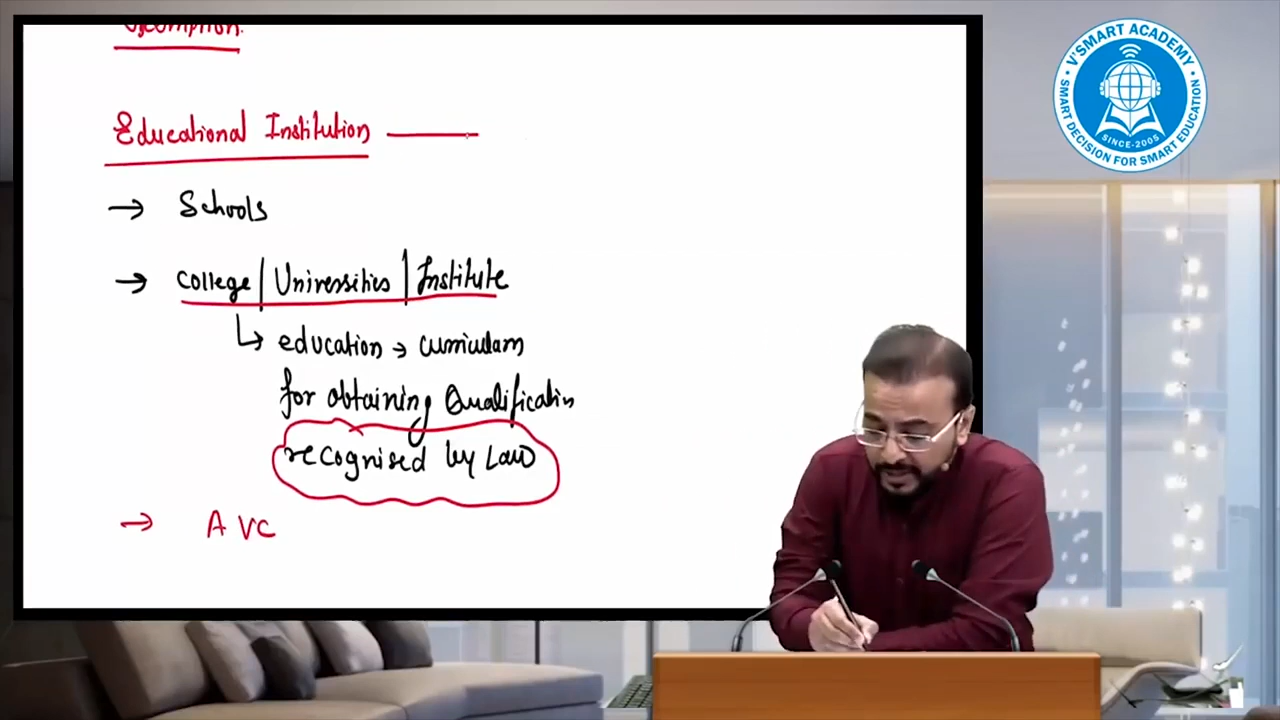 Exemption.
Educational Institution
→ Schools
→ College | Universities | Institute
↳ education → curriculam
for obtaining Qualification
recognised by Law
→ A VC
V'SMART ACADEMY
SINCE-2005
SMART DECISION FOR SMART EDUCATION